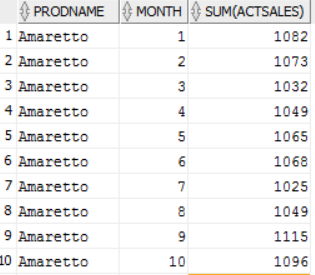 PRODNAME MONTH SUM(ACTSALES)
1 Amaretto 1 1082
2 Amaretto 2 1073
3 Amaretto 3 1032
4 Amaretto 4 1049
5 Amaretto 5 1065
6 Amaretto 6 1068
7 Amaretto 7 1025
8 Amaretto 8 1049
9 Amaretto 9 1115
10 Amaretto 10 1096